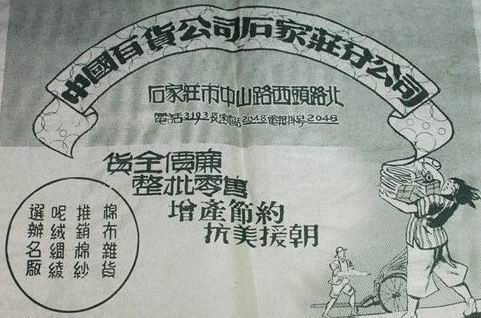 中國百貨公司石家莊分公司
石家莊市中山路西頭路北
貨全價廉
整批零售
增產節約
抗美援朝
棉布雜貨
推銷棉紗
呢絨綢綾
選辦名廠